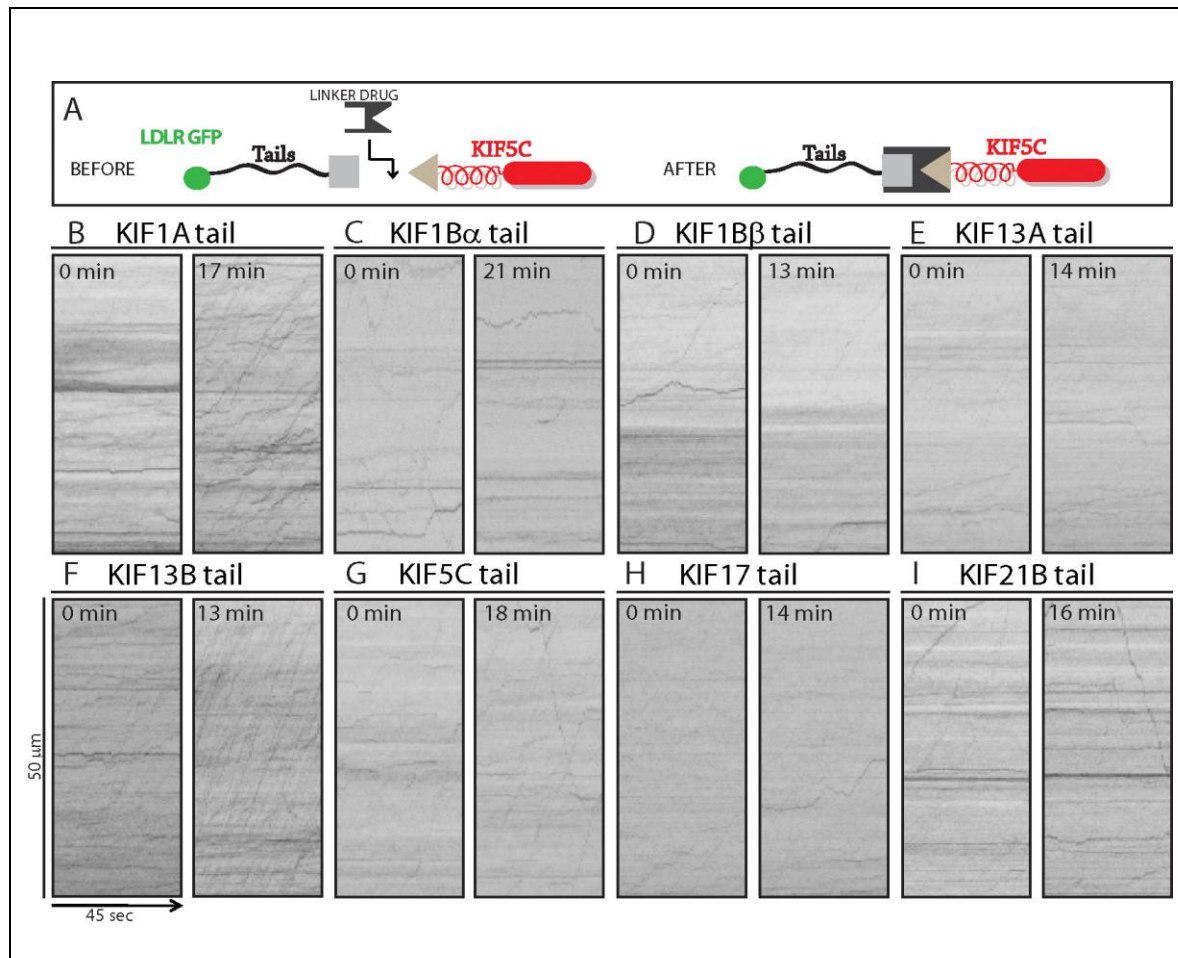 A
LINKER DRUG
LDLR GFP
Tails
KIF5C
BEFORE
AFTER
Tails
KIF5C
B KIF1A tail
0 min
17 min
C KIF1Bα tail
0 min
21 min
D KIF1Bβ tail
0 min
13 min
E KIF13A tail
0 min
14 min
F KIF13B tail
0 min
13 min
G KIF5C tail
0 min
18 min
H KIF17 tail
0 min
14 min
I KIF21B tail
0 min
16 min
50 µm
45 sec